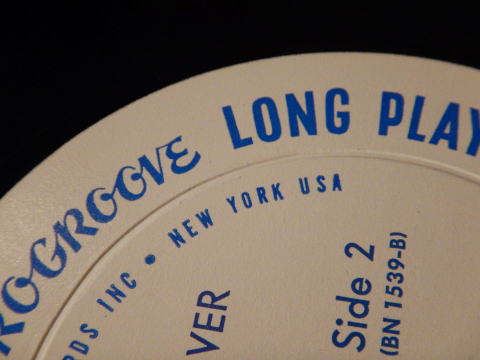 ROGROOVE LONG PLAY
RDS INC • NEW YORK USA
VER
Side 2
(BN 1539-B)